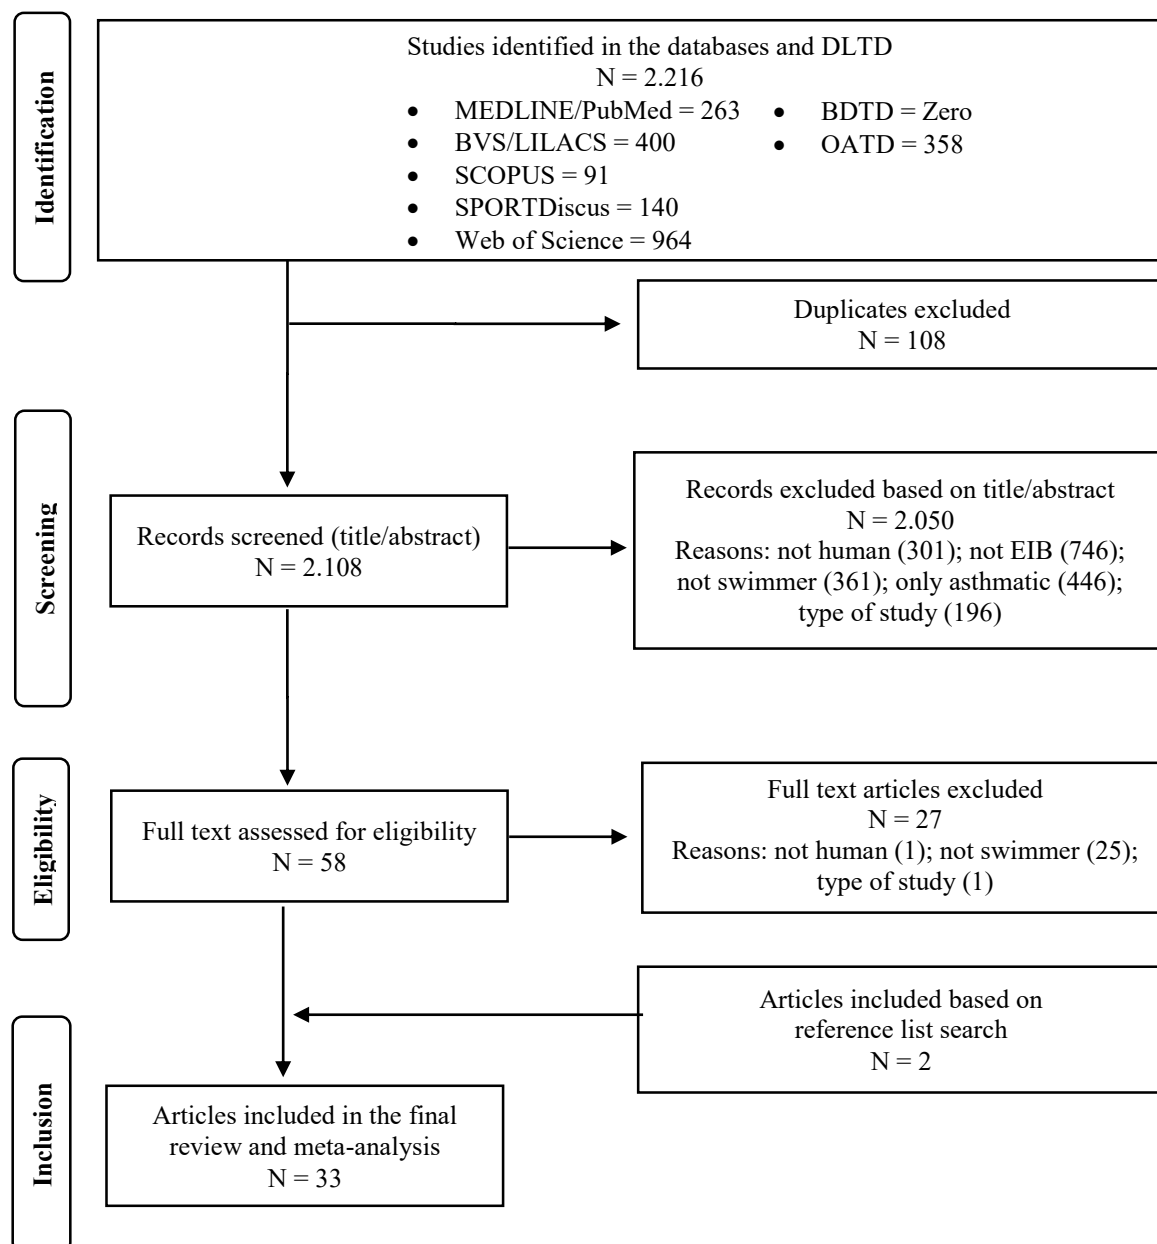 Identification
Studies identified in the databases and DLTD
N = 2.216
• MEDLINE/PubMed = 263
• BVS/LILACS = 400
• SCOPUS = 91
• SPORTDiscus = 140
• Web of Science = 964
• BDTD = Zero
• OATD = 358
Duplicates excluded
N = 108
Screening
Records screened (title/abstract)
N = 2.108
Records excluded based on title/abstract
N = 2.050
Reasons: not human (301); not EIB (746);
not swimmer (361); only asthmatic (446);
type of study (196)
Eligibility
Full text assessed for eligibility
N = 58
Full text articles excluded
N = 27
Reasons: not human (1); not swimmer (25);
type of study (1)
Articles included based on
reference list search
N = 2
Inclusion
Articles included in the final
review and meta-analysis
N = 33